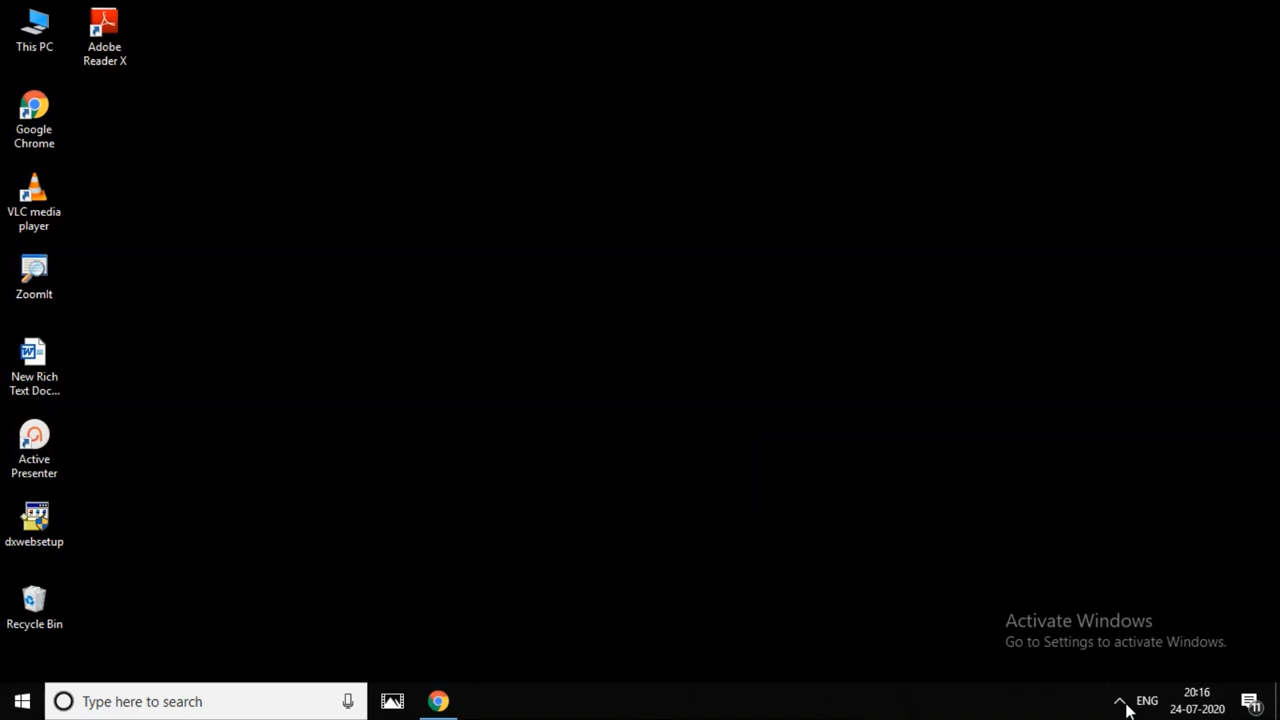 This PC
Adobe
Reader X
Google
Chrome
VLC media
player
ZoomIt
New Rich
Text Doc...
Active
Presenter
dxwebsetup
Recycle Bin
Activate Windows
Go to Settings to activate Windows.
Type here to search
ENG
20:16
24-07-2020
11